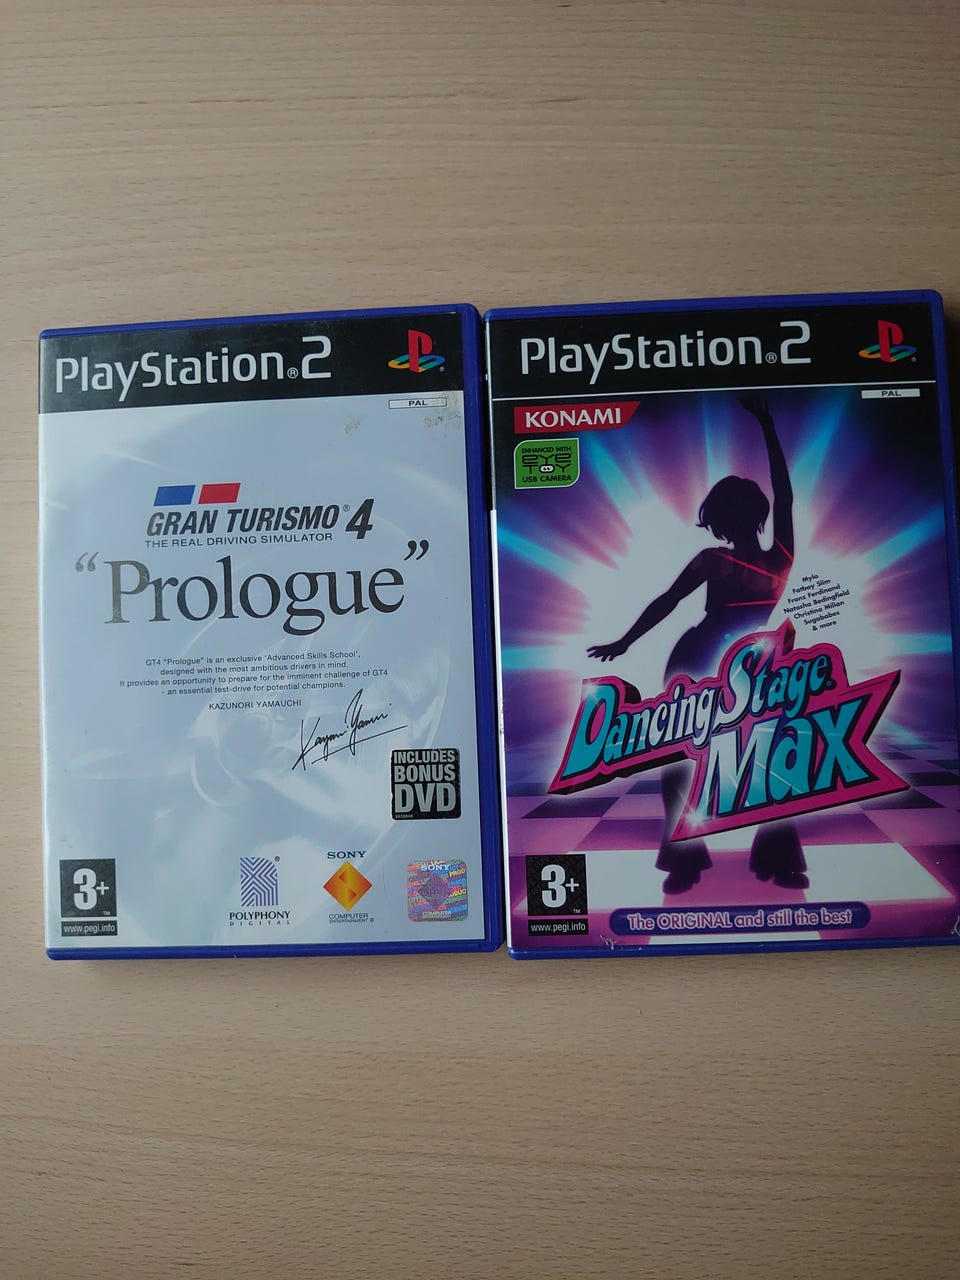 PlayStation®2
PAL
GRAN TURISMO®4
THE REAL DRIVING SIMULATOR
“Prologue”
GT4 “Prologue” is an exclusive ‘Advanced Skills School’,
designed with the most ambitious drivers in mind.
It provides an opportunity to prepare for the imminent challenge of GT4
- an essential test-drive for potential champions.
KAZUNORI YAMAUCHI
INCLUDES
BONUS
DVD
3+™
www.pegi.info
POLYPHONY
DIGITAL
SONY
COMPUTER
ENTERTAINMENT®
SONY
PlayStation®2
PAL
KONAMI
ENHANCED WITH
EYE
TOY
USB CAMERA
Mylo
Fatboy Slim
Franz Ferdinand
Natasha Bedingfield
Christina Milian
Sugababes
& more
Dancing Stage
Max
3+™
www.pegi.info
The ORIGINAL and still the best